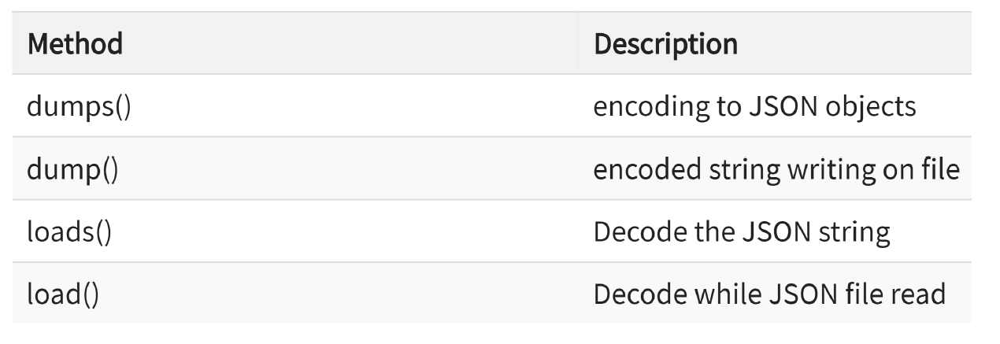 Method Description
dumps() encoding to JSON objects
dump() encoded string writing on file
loads() Decode the JSON string
load() Decode while JSON file read